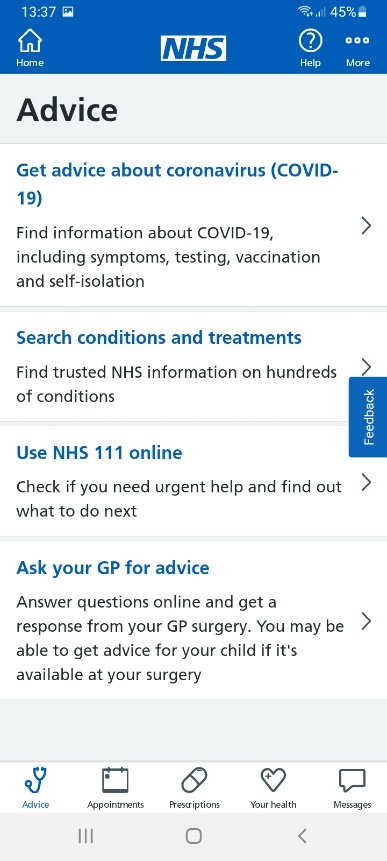 13:37 45%
NHS
Home Help More
Advice
Get advice about coronavirus (COVID-
19)
Find information about COVID-19,
including symptoms, testing, vaccination
and self-isolation
Search conditions and treatments
Find trusted NHS information on hundreds
of conditions
Feedback
Use NHS 111 online
Check if you need urgent help and find out
what to do next
Ask your GP for advice
Answer questions online and get a
response from your GP surgery. You may be
able to get advice for your child if it's
available at your surgery
Advice Appointments Prescriptions Your health Messages